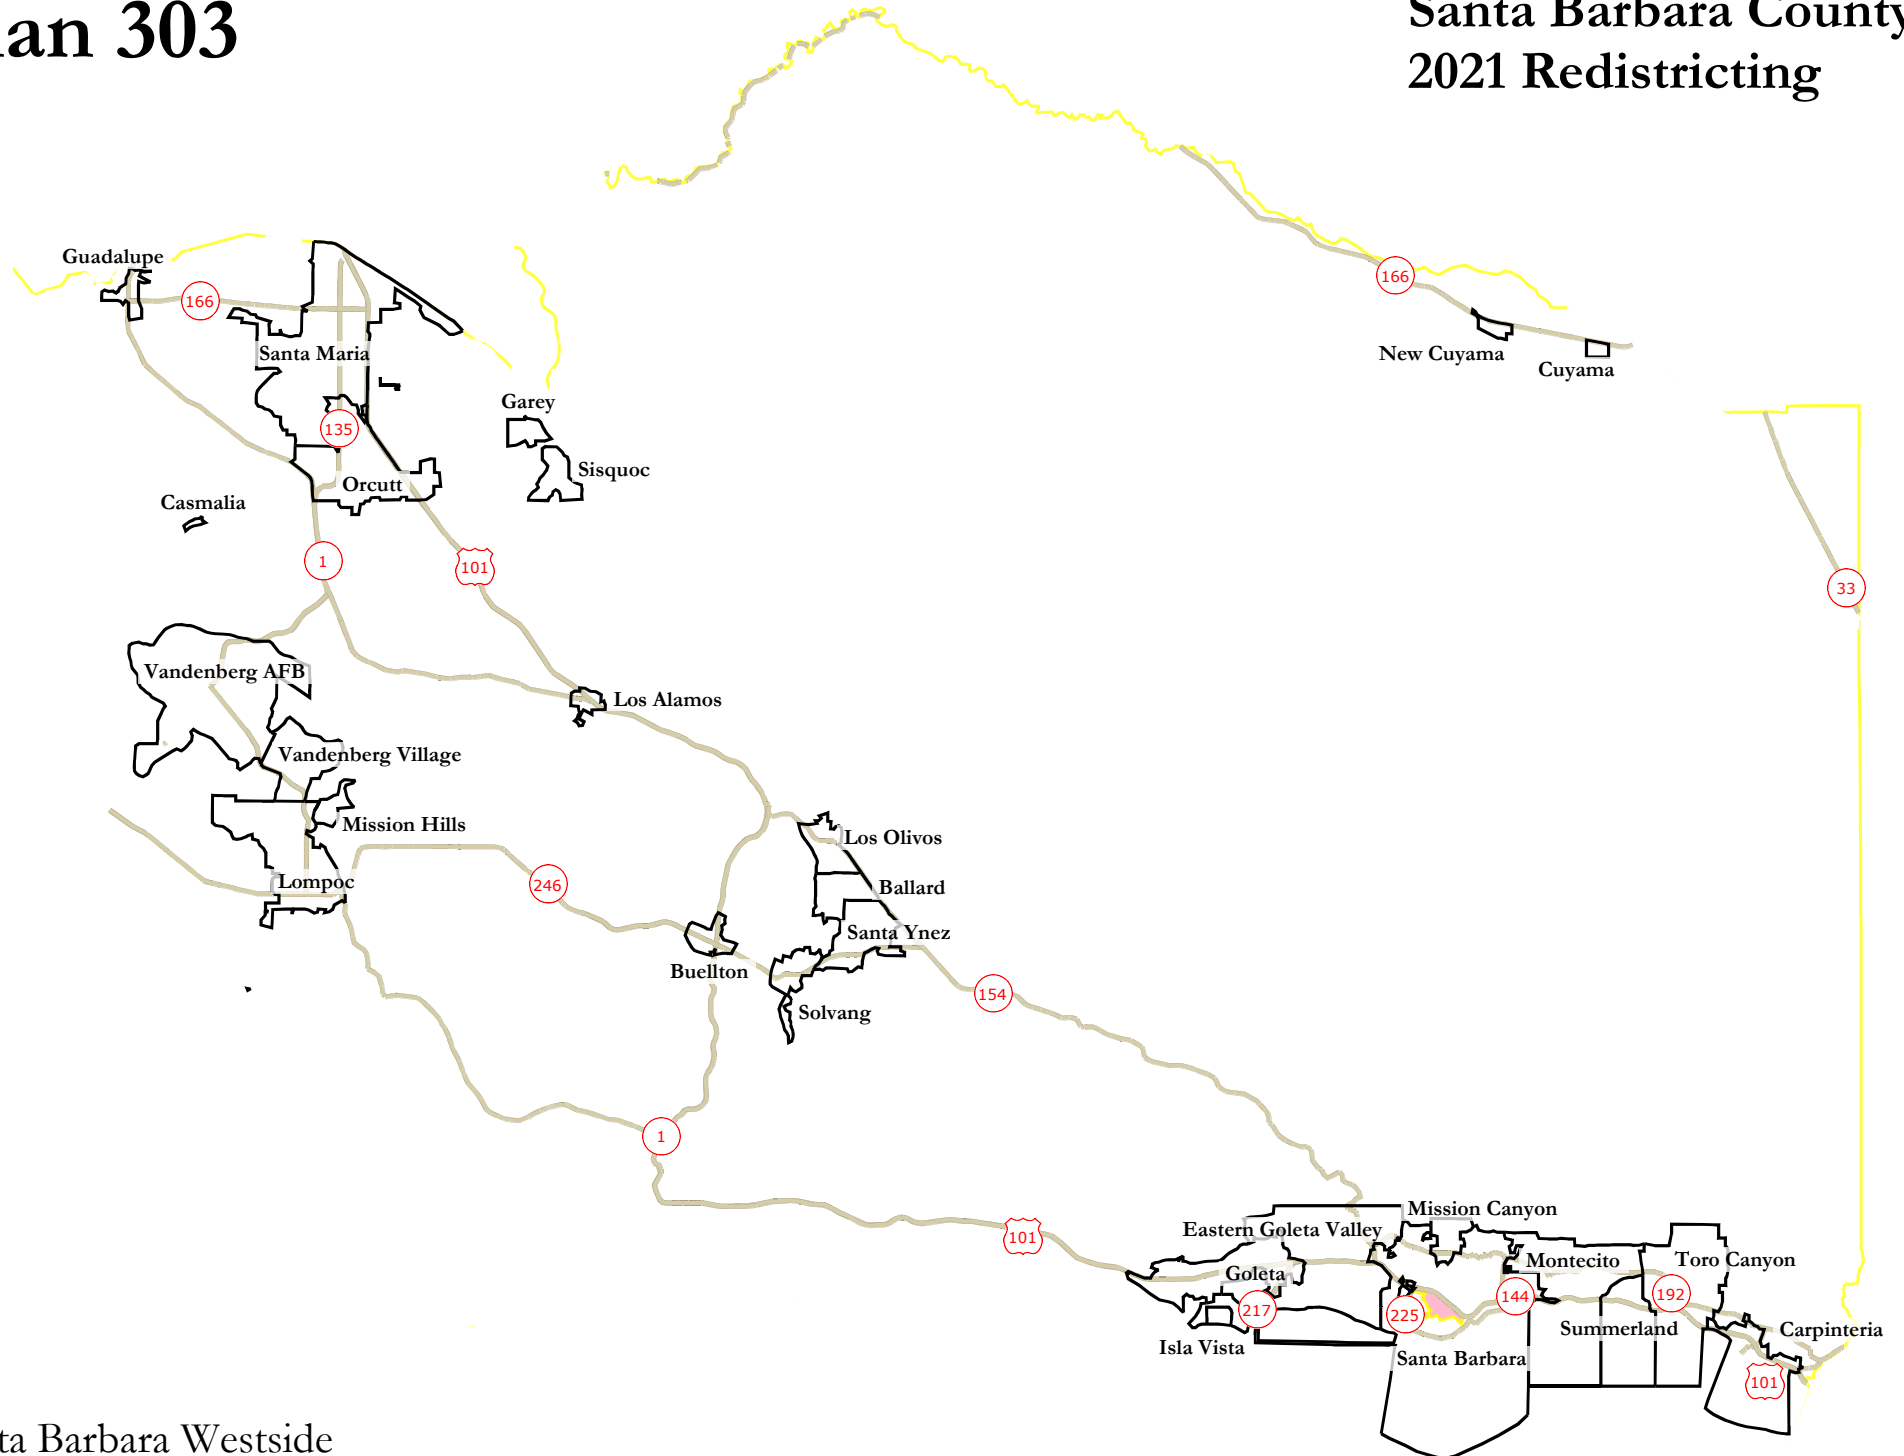 an 303
Santa Barbara County
2021 Redistricting
Guadalupe
166
166
Santa Maria
New Cuyama
Cuyama
Garey
135
Sisquoc
Orcutt
Casmalia
1
101
33
Vandenberg AFB
Los Alamos
Vandenberg Village
Mission Hills
Los Olivos
Lompoc
246
Ballard
Santa Ynez
Buellton
154
Solvang
1
Mission Canyon
Eastern Goleta Valley
101
Montecito
Toro Canyon
Goleta
217
225
144
192
Summerland
Carpinteria
Isla Vista
Santa Barbara
101
ta Barbara Westside